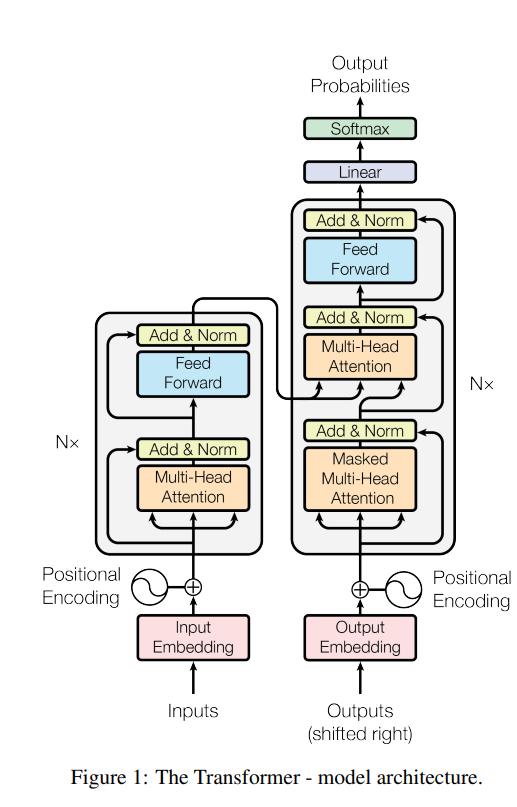 Output
Probabilities
Softmax
Linear
Add & Norm
Feed
Forward
Add & Norm
Multi-Head
Attention
Add & Norm
Masked
Multi-Head
Attention
Nx
Positional
Encoding
Output
Embedding
Outputs
(shifted right)
Add & Norm
Feed
Forward
Add & Norm
Multi-Head
Attention
Nx
Positional
Encoding
Input
Embedding
Inputs
Figure 1: The Transformer - model architecture.